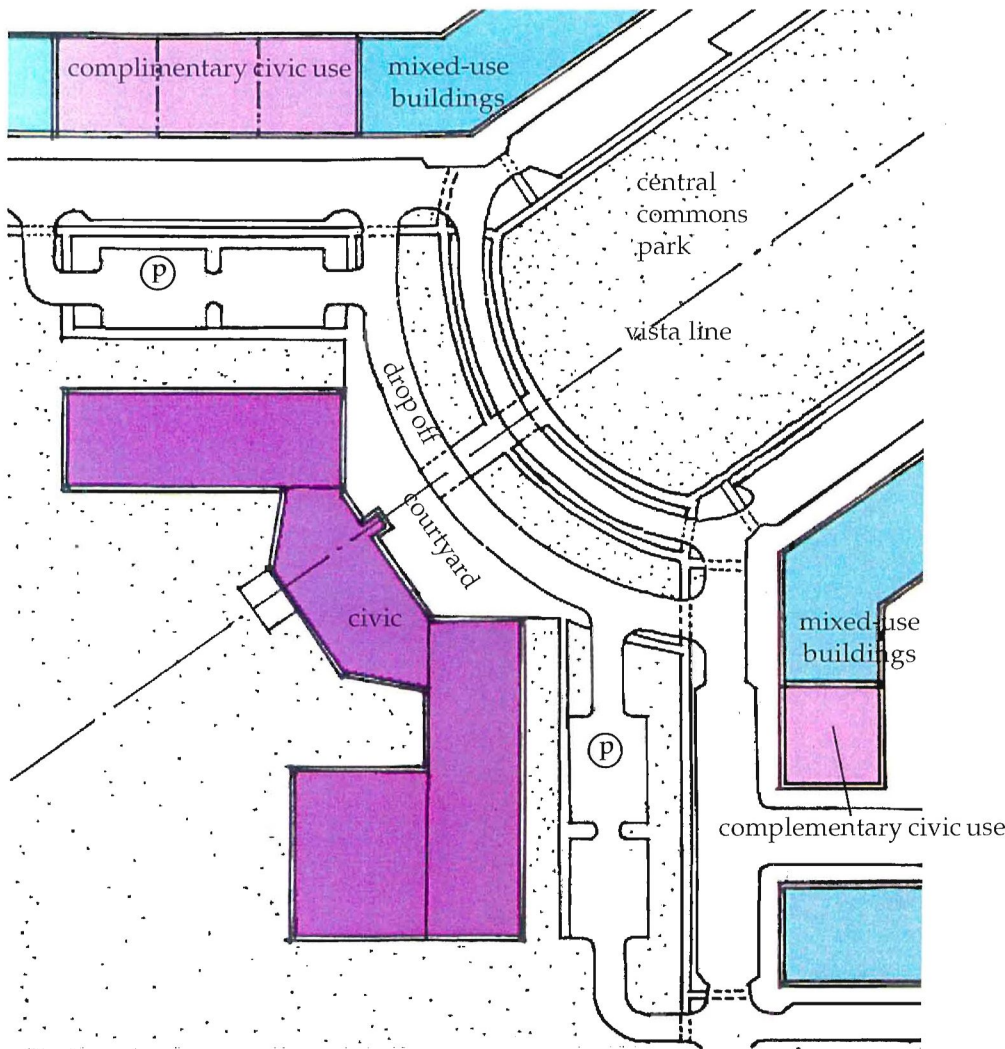 complimentary civic use
mixed-use
buildings
central
commons
park
P
vista line
drop off
courtyard
civic
mixed-use
buildings
P
complementary civic use